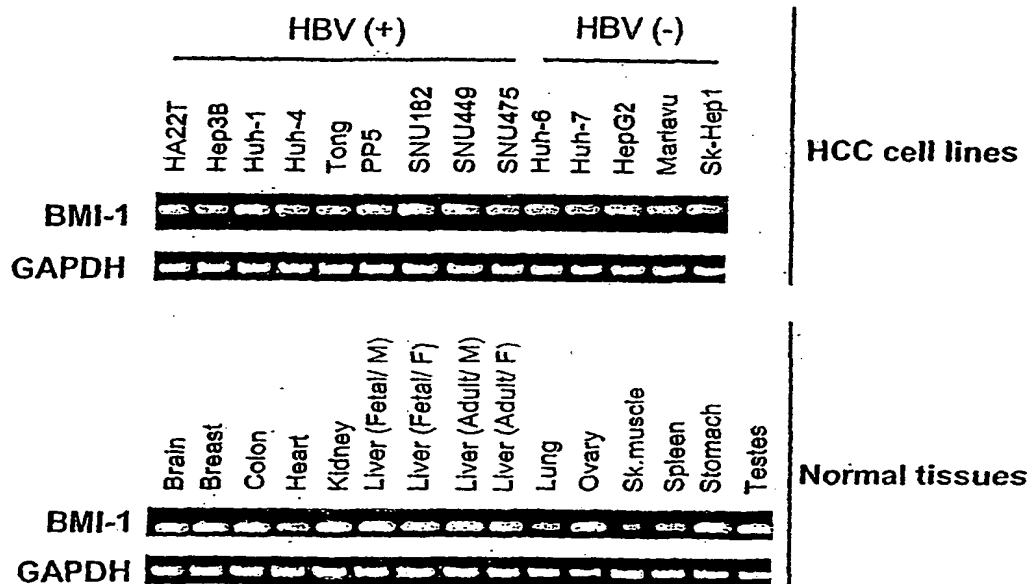 HBV (+) HBV (-)
HA22T Hep3B Huh-1 Huh-4 Tong PP5 SNU182 SNU449 SNU475 Huh-6 Huh-7 HepG2 Marlavu Sk-Hep1
HCC cell lines
BMI-1
GAPDH
Brain Breast Colon Heart Kidney Liver (Fetal/ M) Liver (Fetal/ F) Liver (Adult/ M) Liver (Adult/ F) Lung Ovary Sk.muscle Spleen Stomach Testes
Normal tissues
BMI-1
GAPDH